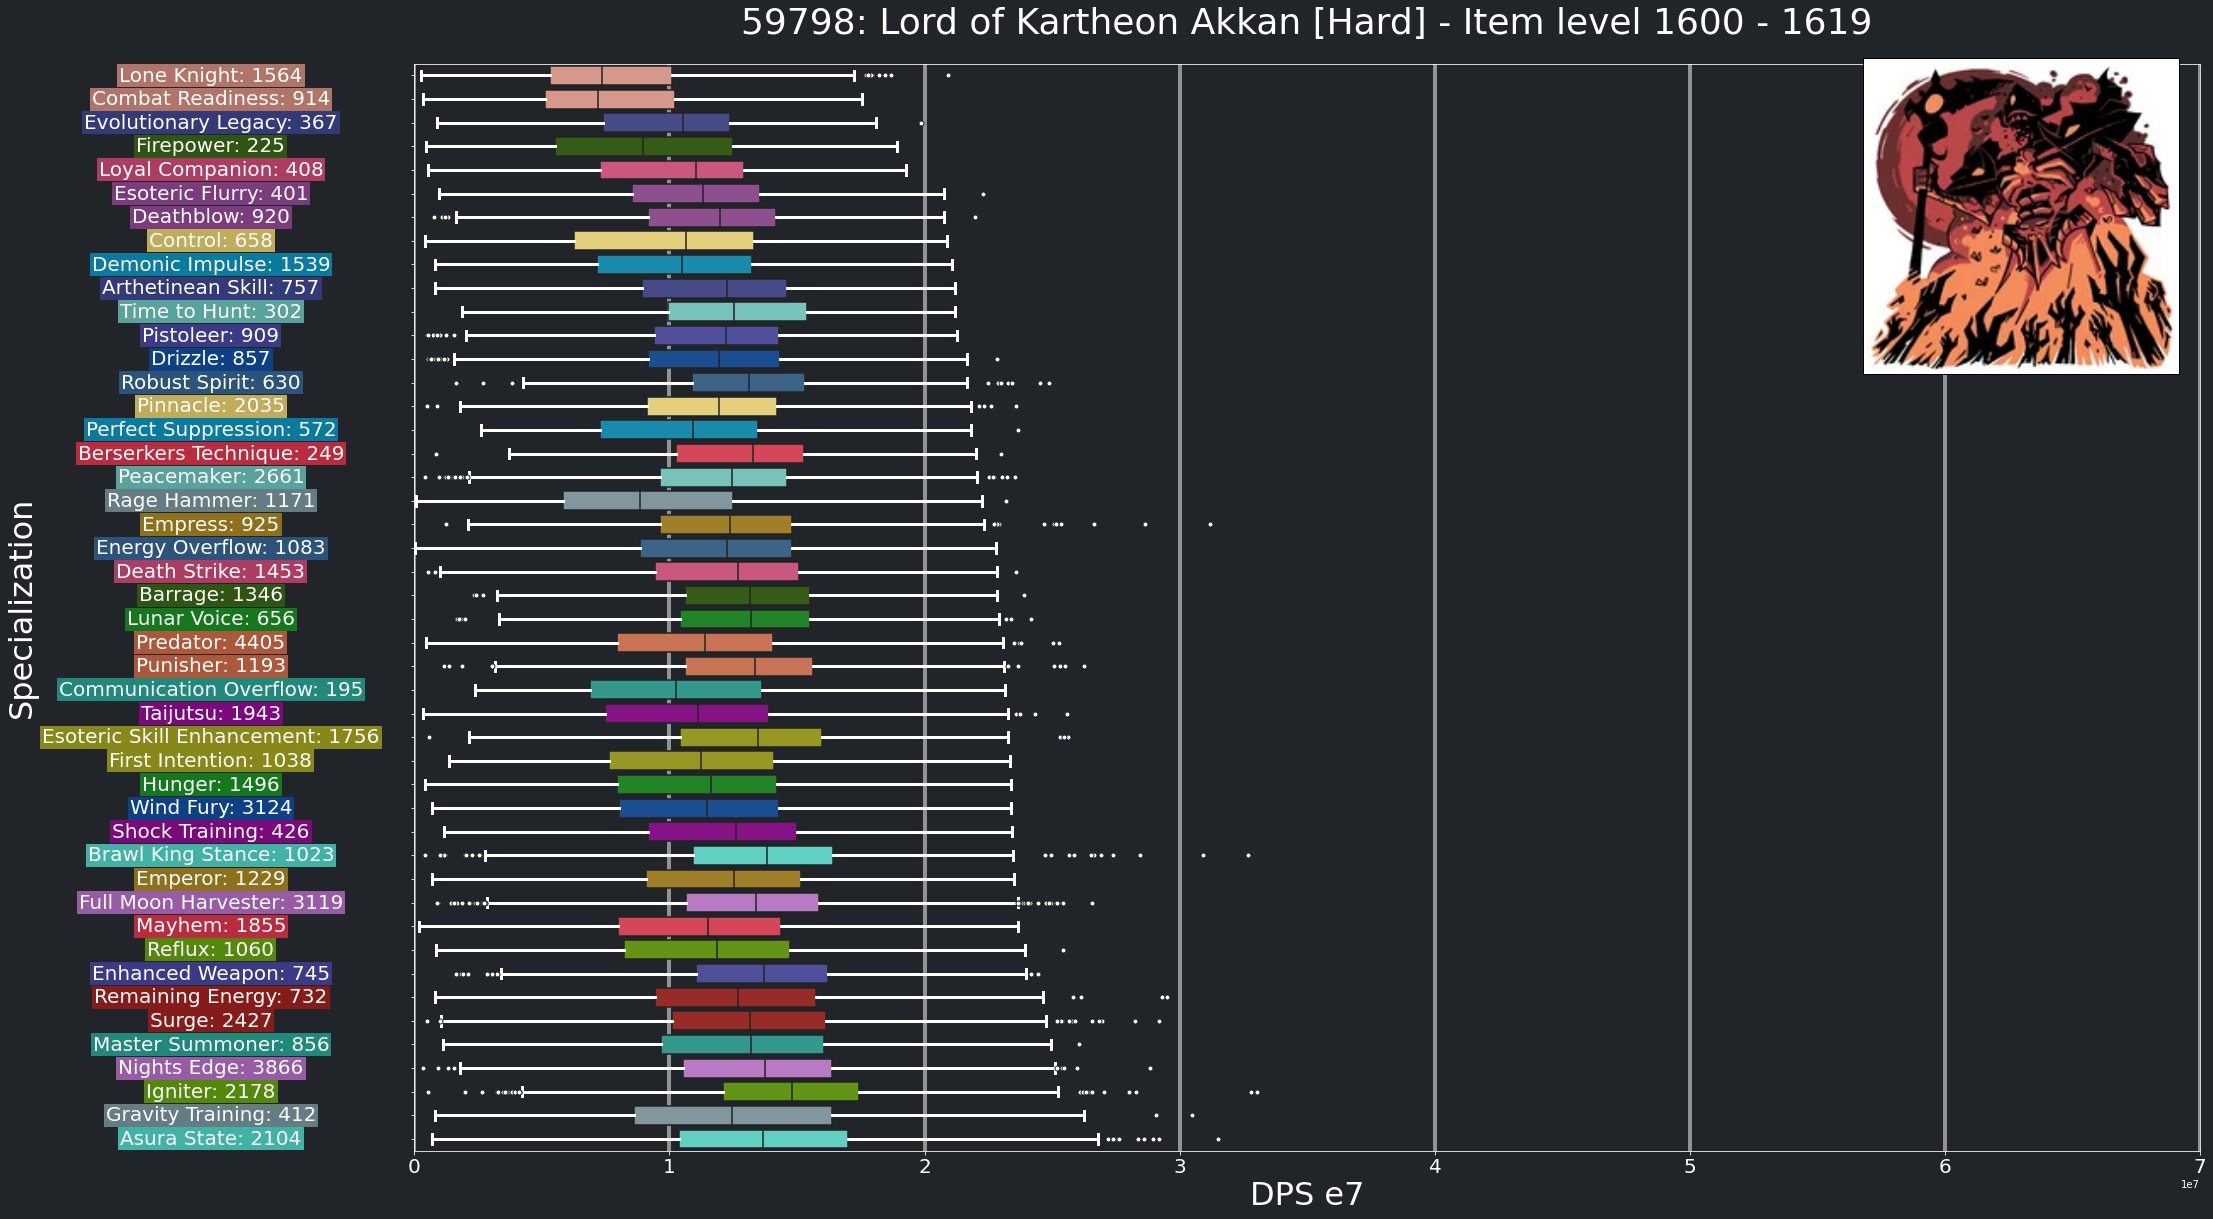 59798: Lord of Kartheon Akkan [Hard] - Item level 1600 - 1619
Lone Knight: 1564
Combat Readiness: 914
Evolutionary Legacy: 367
Firepower: 225
Loyal Companion: 408
Esoteric Flurry: 401
Deathblow: 920
Control: 658
Demonic Impulse: 1539
Arthetinean Skill: 757
Time to Hunt: 302
Pistoleer: 909
Drizzle: 857
Robust Spirit: 630
Pinnacle: 2035
Perfect Suppression: 572
Berserkers Technique: 249
Peacemaker: 2661
Rage Hammer: 1171
Empress: 925
Energy Overflow: 1083
Death Strike: 1453
Barrage: 1346
Lunar Voice: 656
Predator: 4405
Punisher: 1193
Communication Overflow: 195
Taijutsu: 1943
Esoteric Skill Enhancement: 1756
First Intention: 1038
Hunger: 1496
Wind Fury: 3124
Shock Training: 426
Brawl King Stance: 1023
Emperor: 1229
Full Moon Harvester: 3119
Mayhem: 1855
Reflux: 1060
Enhanced Weapon: 745
Remaining Energy: 732
Surge: 2427
Master Summoner: 856
Nights Edge: 3866
Igniter: 2178
Gravity Training: 412
Asura State: 2104
Specialization
0 1 2 3 4 5 6 7
1e7
DPS e7